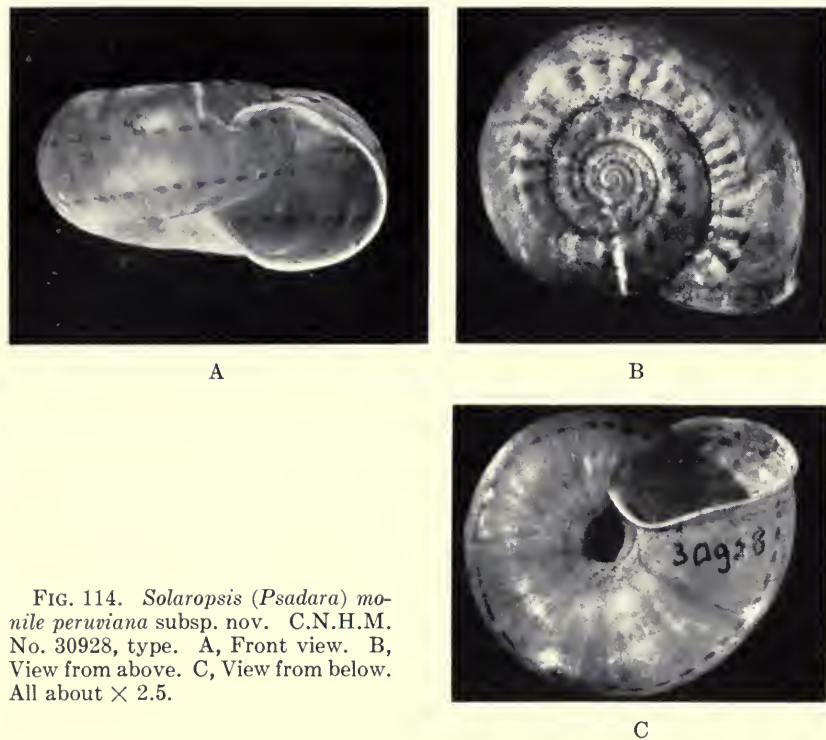 A
B
30928
FIG. 114. Solaropsis (Psadara) mo-
nile peruviana subsp. nov. C.N.H.M.
No. 30928, type. A, Front view. B,
View from above. C, View from below.
All about × 2.5.
C